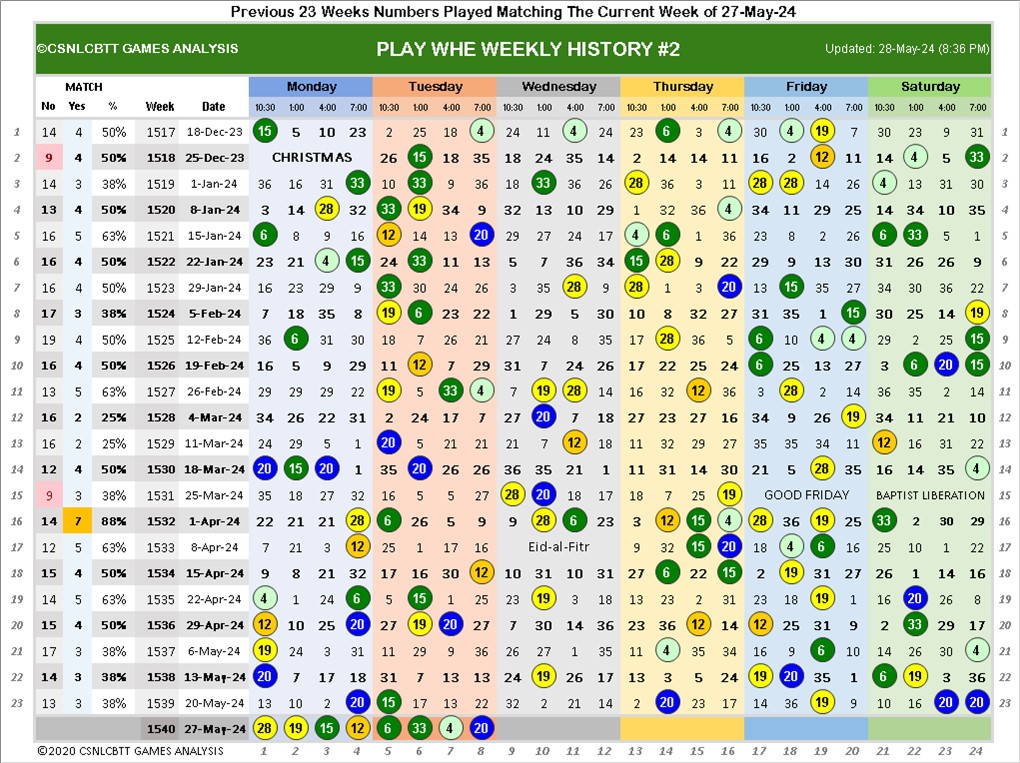 Previous 23 Weeks Numbers Played Matching The Current Week of 27-May-24
©CSNLCBTT GAMES ANALYSIS PLAY WHE WEEKLY HISTORY #2 Updated: 28-May-24 (8:36 PM)
MATCH Monday Tuesday Wednesday Thursday Friday Saturday
No Yes % Week Date 10:30 1:00 4:00 7:00 10:30 1:00 4:00 7:00 10:30 1:00 4:00 7:00 10:30 1:00 4:00 7:00 10:30 1:00 4:00 7:00 10:30 1:00 4:00 7:00
1 14 4 50% 1517 18-Dec-23 15 5 10 23 2 25 18 4 24 11 4 24 23 6 3 4 30 4 19 7 30 23 9 31 1
2 9 4 50% 1518 25-Dec-23 CHRISTMAS 26 15 18 35 18 24 35 14 2 14 14 11 16 2 12 11 14 4 5 33 2
3 14 3 38% 1519 1-Jan-24 36 16 31 33 10 33 9 36 18 33 36 26 28 36 3 11 28 28 14 26 4 13 31 30 3
4 13 4 50% 1520 8-Jan-24 3 14 28 32 33 19 34 9 32 13 10 29 1 32 36 4 34 11 29 25 14 34 10 35 4
5 16 5 63% 1521 15-Jan-24 6 8 9 16 12 14 13 20 29 27 24 17 4 6 1 36 23 8 2 26 6 33 5 1 5
6 16 4 50% 1522 22-Jan-24 23 21 4 15 24 33 11 13 5 7 36 34 15 28 9 22 29 9 13 30 31 26 26 9 6
7 16 4 50% 1523 29-Jan-24 16 23 29 9 33 30 24 26 3 35 28 9 28 1 3 20 13 15 37 35 34 30 36 22 7
8 17 3 38% 1524 5-Feb-24 7 18 35 8 19 6 23 22 1 29 5 30 10 8 32 27 31 35 1 15 30 25 14 19 8
9 19 4 50% 1525 12-Feb-24 36 6 31 30 18 7 26 21 27 24 8 35 17 28 36 5 6 10 4 4 29 2 25 15 9
10 16 4 50% 1526 19-Feb-24 16 5 9 29 11 12 7 29 31 7 24 26 17 22 25 24 6 25 13 27 3 6 20 15 10
11 13 5 63% 1527 26-Feb-24 22 29 29 22 19 5 33 4 7 19 28 14 16 32 12 36 3 28 2 14 36 35 2 14 11
12 16 2 25% 1528 4-Mar-24 34 26 22 31 2 24 17 7 27 20 7 18 27 23 27 16 34 9 26 19 34 11 21 10 12
13 16 2 25% 1529 11-Mar-24 24 29 5 1 20 5 21 21 21 7 12 18 11 32 29 27 35 35 34 11 12 16 31 22 13
14 12 4 50% 1530 18-Mar-24 20 15 20 1 35 20 26 26 36 35 21 1 11 31 14 30 21 5 28 35 16 14 35 4 14
15 9 3 38% 1531 25-Mar-24 35 18 27 32 16 5 5 27 28 20 18 17 18 7 25 19 GOOD FRIDAY BAPTIST LIBERATION 15
16 14 7 88% 1532 1-Apr-24 22 21 21 28 6 26 5 9 9 28 6 23 3 12 15 4 28 36 19 25 33 2 30 29 16
17 12 5 63% 1533 8-Apr-24 7 21 3 12 25 1 17 16 Eid-al-Fitr 9 32 15 20 18 4 6 16 25 10 1 22 17
18 15 4 50% 1534 15-Apr-24 9 8 21 32 17 16 30 12 10 31 10 31 27 6 22 15 2 19 31 27 26 1 14 16 18
19 14 5 63% 1535 22-Apr-24 4 1 24 6 5 15 1 25 23 19 3 18 13 23 2 31 23 18 19 1 16 20 26 8 19
20 15 4 50% 1536 29-Apr-24 12 10 25 20 27 19 20 27 7 30 14 36 23 36 12 14 12 25 31 9 2 33 29 17 20
21 17 3 38% 1537 6-May-24 19 24 3 31 11 29 9 36 26 27 1 35 11 4 35 34 19 9 6 10 14 26 30 4 21
22 14 3 38% 1538 13-May-24 20 7 17 18 31 7 13 13 24 19 26 17 13 3 5 24 19 20 35 1 6 19 3 36 22
23 13 3 38% 1539 20-May-24 13 10 2 20 15 17 3 22 32 2 21 14 2 20 13 17 14 36 19 9 10 16 20 20 23
1540 27-May-24 28 19 15 12 6 33 4 20
©2020 CSNLCBTT GAMES ANALYSIS 1 2 3 4 5 6 7 8 9 10 11 12 13 14 15 16 17 18 19 20 21 22 23 24